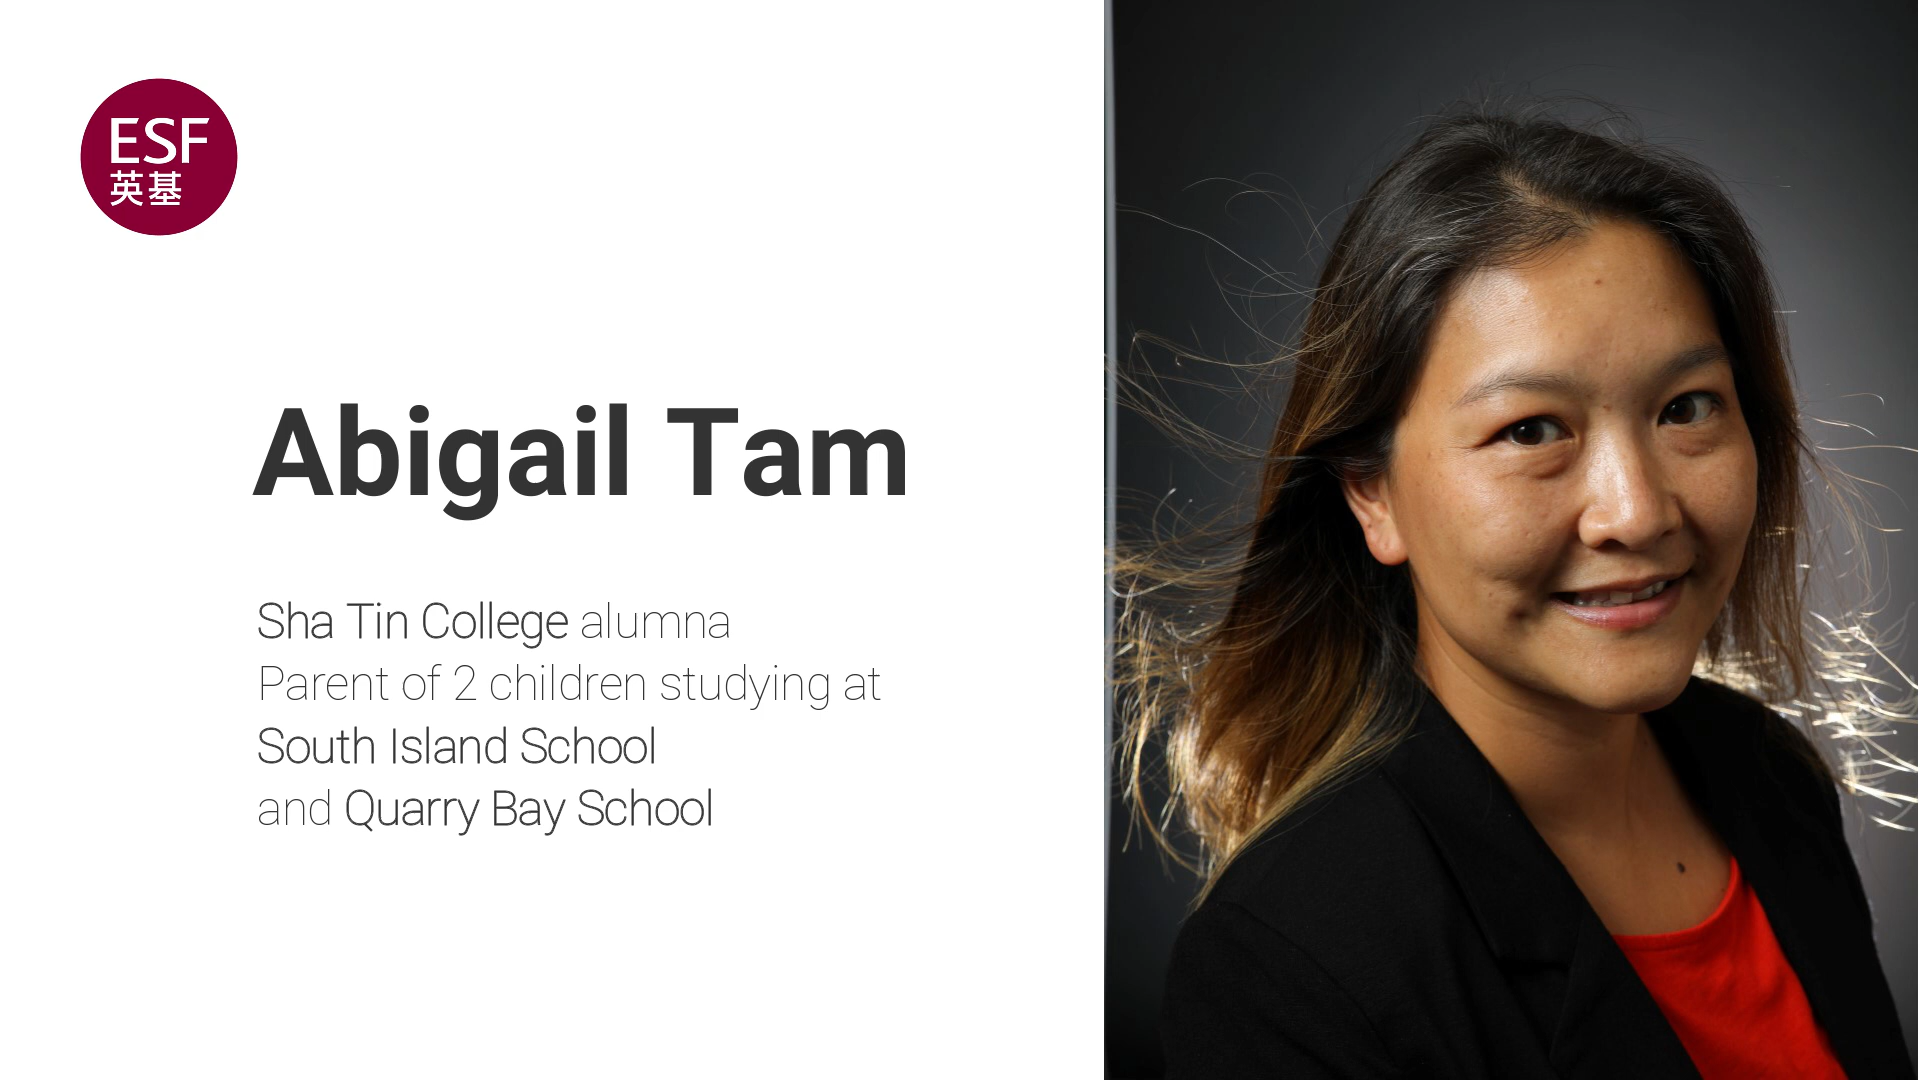 ESF
英基
Abigail Tam
Sha Tin College alumna
Parent of 2 children studying at
South Island School
and Quarry Bay School